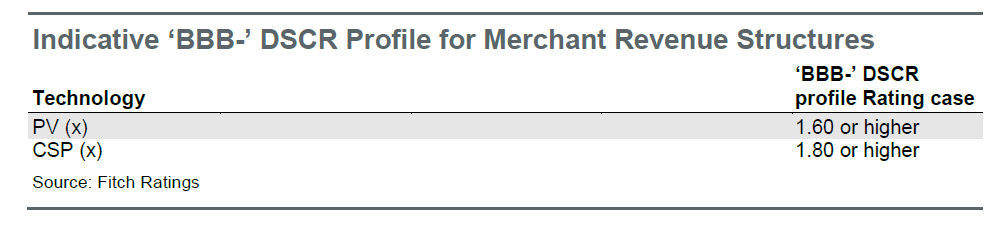 Indicative ‘BBB-’ DSCR Profile for Merchant Revenue Structures
‘BBB-’ DSCR
Technology profile Rating case
PV (x) 1.60 or higher
CSP (x) 1.80 or higher
Source: Fitch Ratings